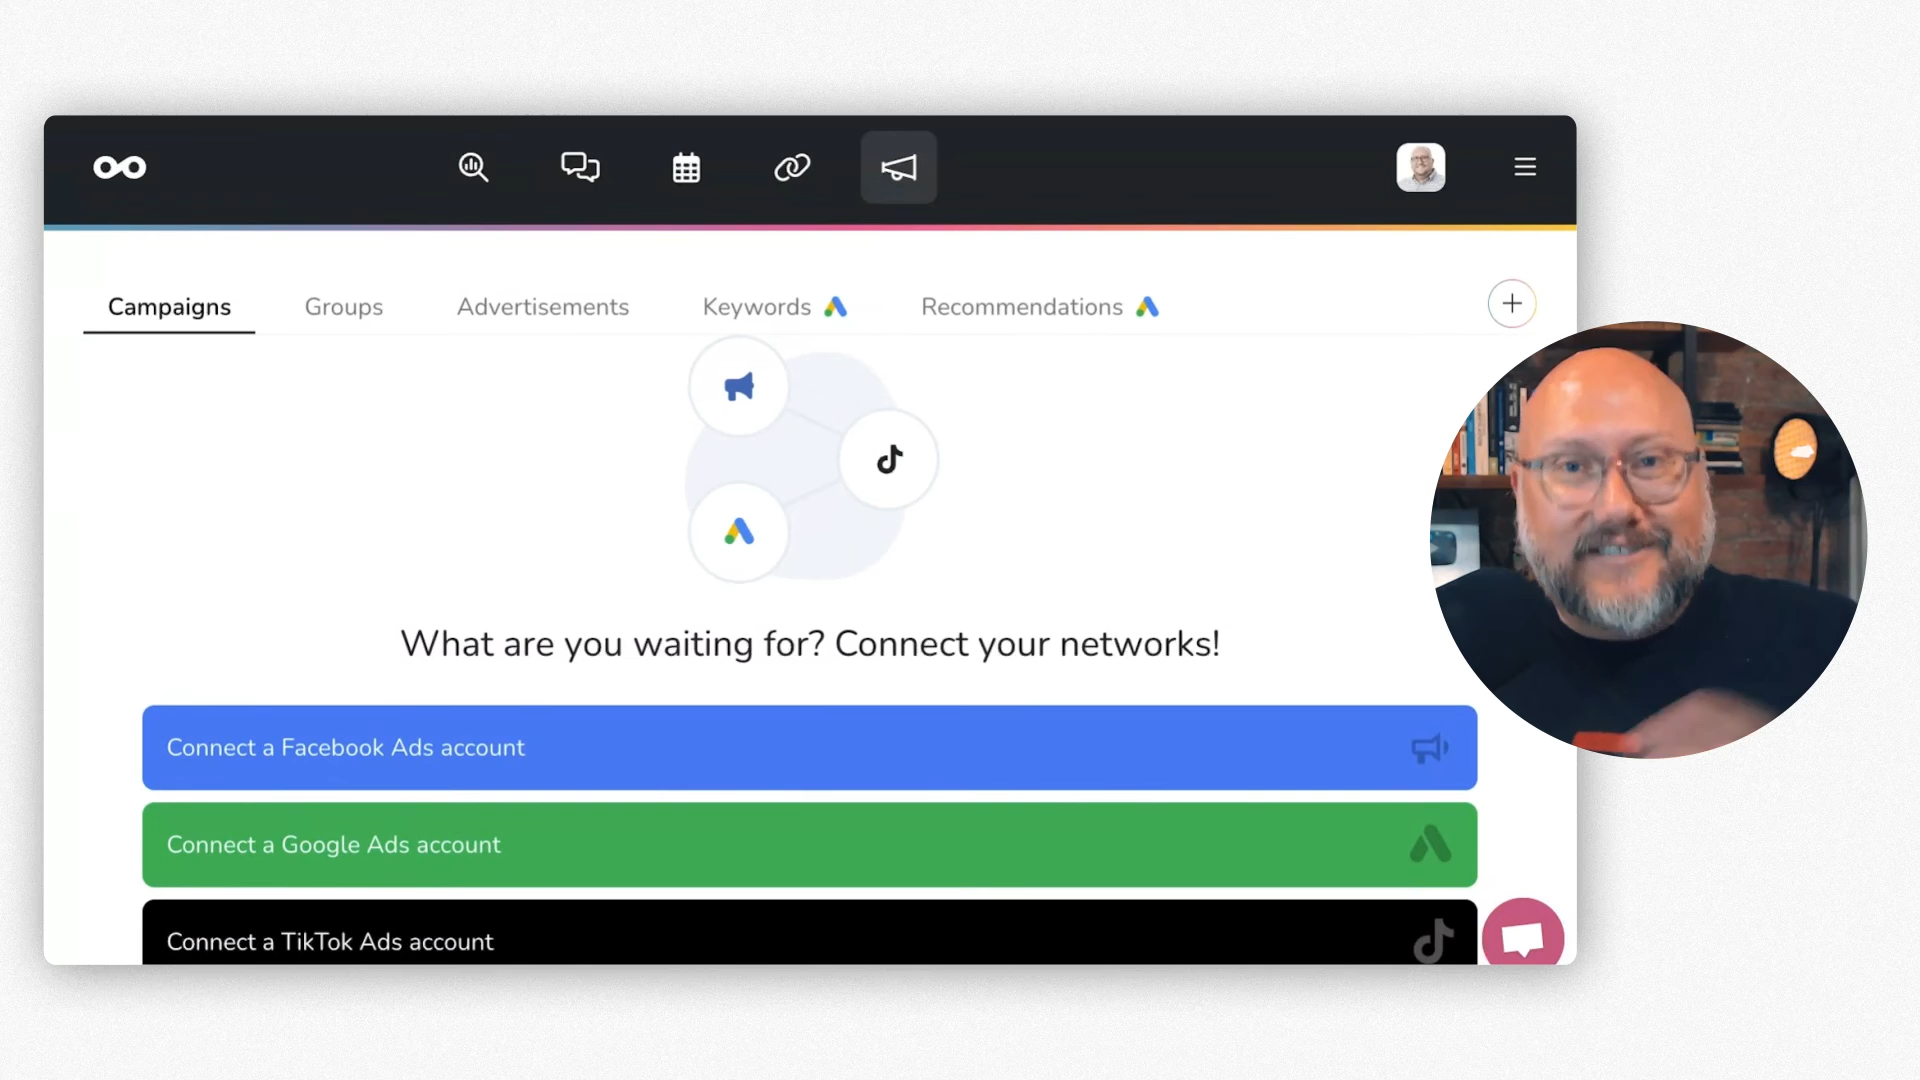 Campaigns Groups Advertisements Keywords Recommendations
What are you waiting for? Connect your networks!
Connect a Facebook Ads account
Connect a Google Ads account
Connect a TikTok Ads account